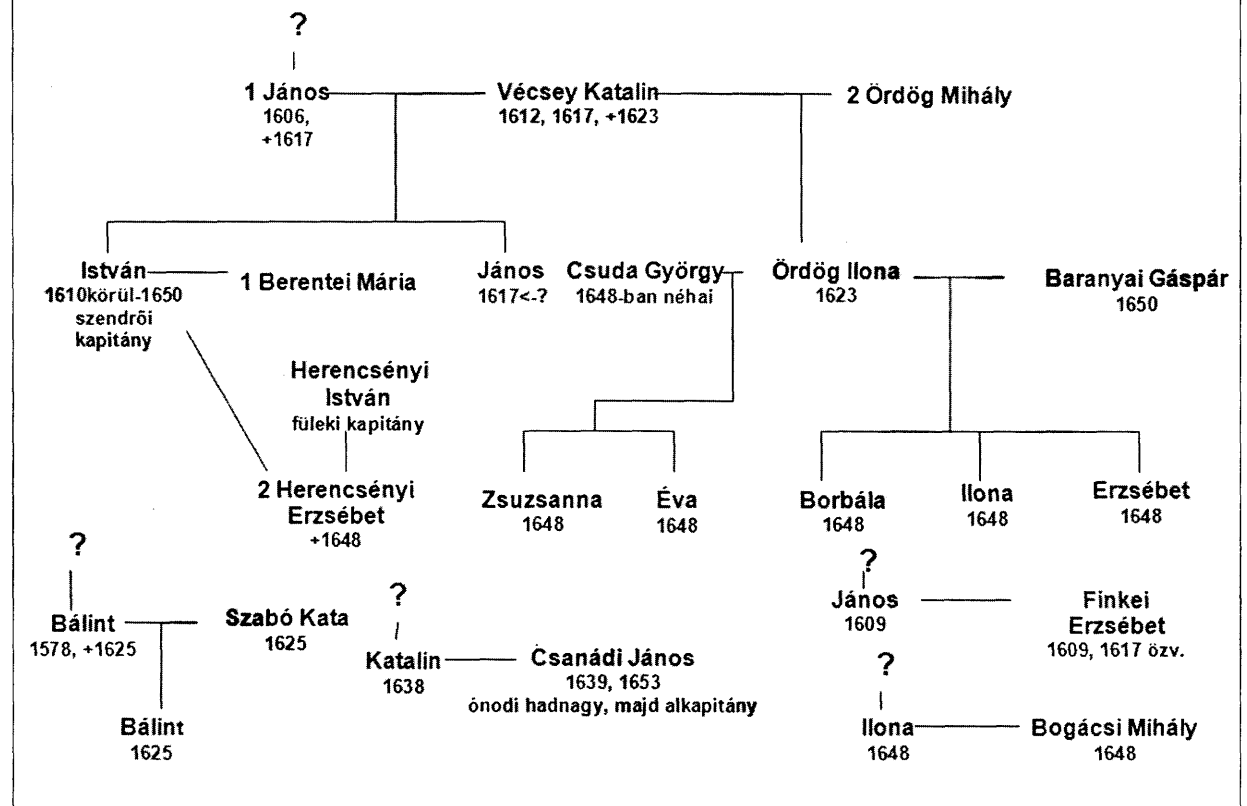 ?
1 János
1606,
+1617
Vécsey Katalin
1612, 1617, +1623
2 Ördög Mihály
István
1610körül-1650
szendrői
kapitány
1 Berentei Mária
János
1617<-?
Csuda György
1648-ban néhai
Ördög Ilona
1623
Baranyai Gáspár
1650
Herencsényi
István
füleki kapitány
2 Herencsényi
Erzsébet
+1648
Zsuzsanna
1648
Éva
1648
Borbála
1648
Ilona
1648
Erzsébet
1648
?
Bálint
1578, +1625
Szabó Kata
1625
Bálint
1625
?
Katalin
1638
Csanádi János
1639, 1653
ónodi hadnagy, majd alkapitány
?
János
1609
Finkei
Erzsébet
1609, 1617 özv.
?
Ilona
1648
Bogácsi Mihály
1648